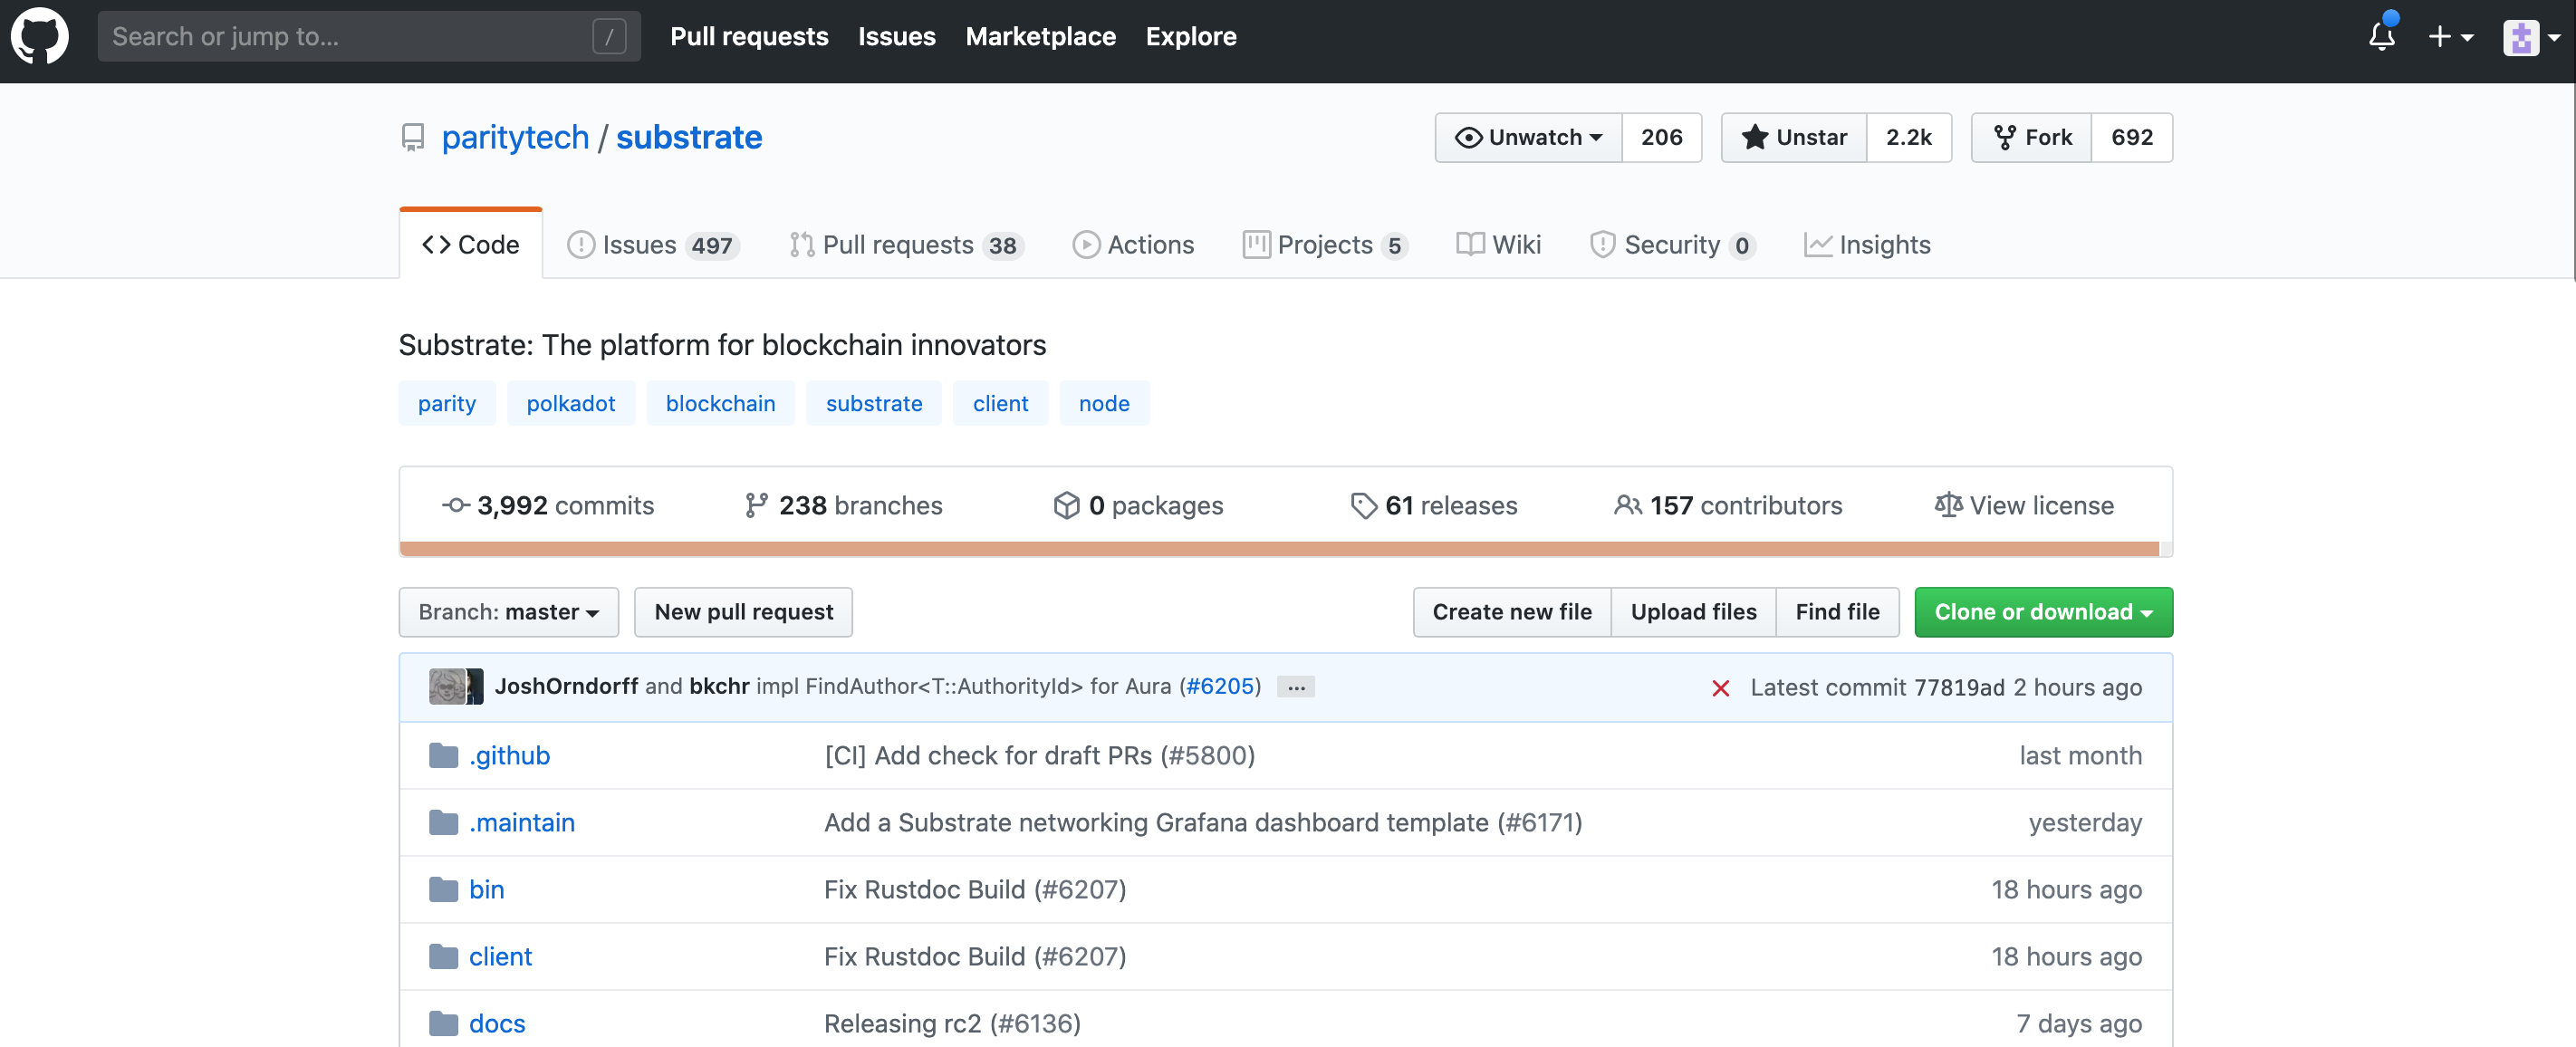 Search or jump to... /
Pull requests Issues Marketplace Explore
paritytech / substrate
Unwatch 206 Unstar 2.2k Fork 692
Code Issues 497 Pull requests 38 Actions Projects 5 Wiki Security 0 Insights
Substrate: The platform for blockchain innovators
parity polkadot blockchain substrate client node
3,992 commits 238 branches 0 packages 61 releases 157 contributors View license
Branch: master New pull request Create new file Upload files Find file Clone or download
JoshOrndorff and bkchr impl FindAuthor<T::AuthorityId> for Aura (#6205) ... Latest commit 77819ad 2 hours ago
.github [CI] Add check for draft PRs (#5800) last month
.maintain Add a Substrate networking Grafana dashboard template (#6171) yesterday
bin Fix Rustdoc Build (#6207) 18 hours ago
client Fix Rustdoc Build (#6207) 18 hours ago
docs Releasing rc2 (#6136) 7 days ago